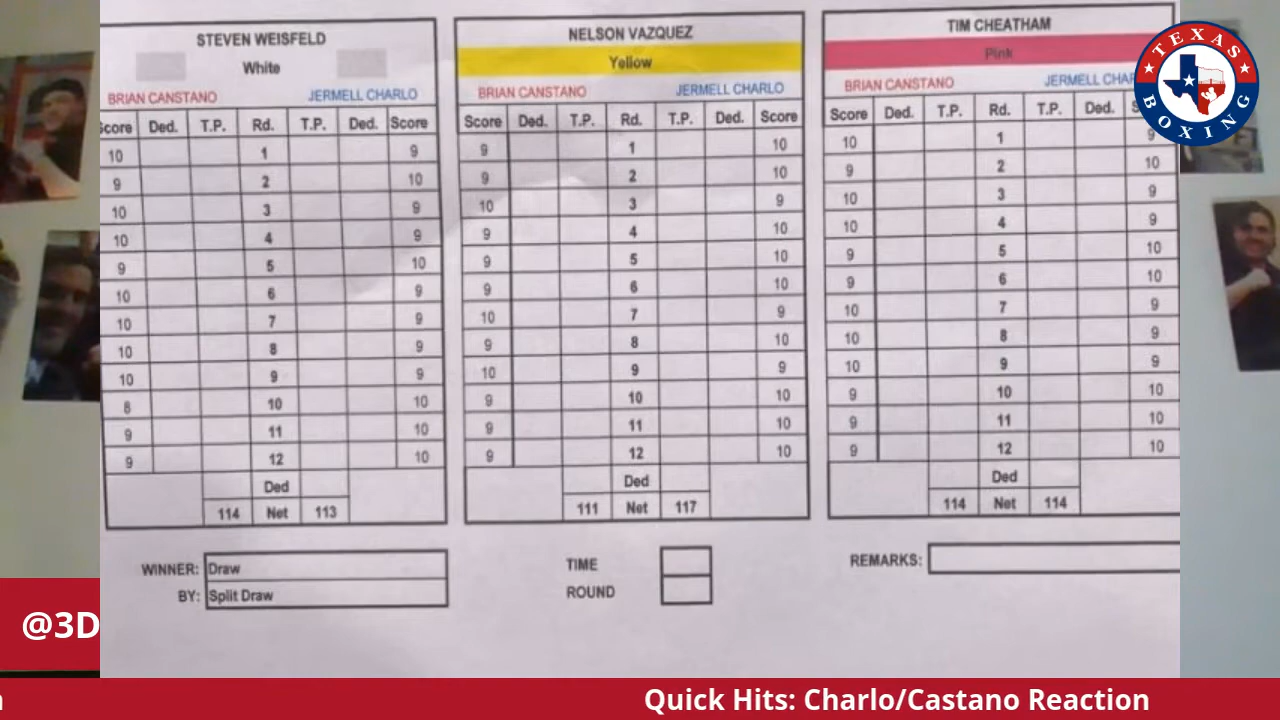 STEVEN WEISFELD
White
BRIAN CANSTANO JERMELL CHARLO
Score Ded. T.P. Rd. T.P. Ded. Score
10 1 9
9 2 10
10 3 9
10 4 9
9 5 10
10 6 9
10 7 9
10 8 9
10 9 9
8 10 10
9 11 10
9 12 10
Ded
114 Net 113
NELSON VAZQUEZ
Yellow
BRIAN CANSTANO JERMELL CHARLO
Score Ded. T.P. Rd. T.P. Ded. Score
9 1 10
9 2 10
10 3 9
9 4 10
9 5 10
9 6 10
10 7 9
9 8 10
10 9 9
9 10 10
9 11 10
9 12 10
Ded
111 Net 117
TIM CHEATHAM
Pink
BRIAN CANSTANO JERMELL CHAR
Score Ded. T.P. Rd. T.P. Ded. S
10 1 9
9 2 10
10 3 9
10 4 9
9 5 10
10 6 9
10 7 9
10 8 9
10 9 9
9 10 10
9 11 10
9 12 10
Ded
114 Net 114
WINNER: Draw
BY: Split Draw
TIME
ROUND
REMARKS:
TEXAS
BOXING
@3D
Quick Hits: Charlo/Castano Reaction